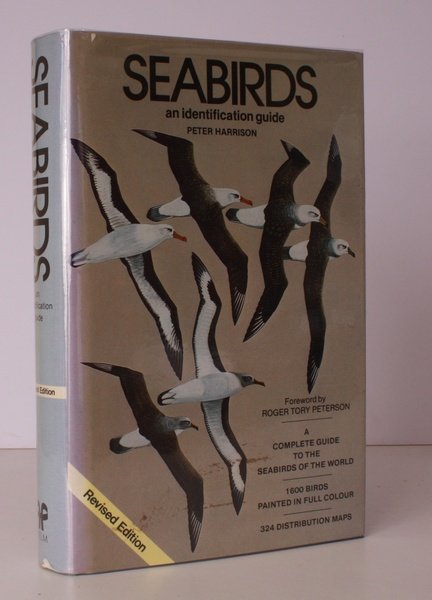 SEABIRDS
an identification guide
PETER HARRISON
Foreword by
ROGER TORY PETERSON
A
COMPLETE GUIDE
TO THE
SEABIRDS OF THE WORLD
1600 BIRDS
PAINTED IN FULL COLOUR
324 DISTRIBUTION MAPS
Revised Edition
SEABIRDS
guide
Edition